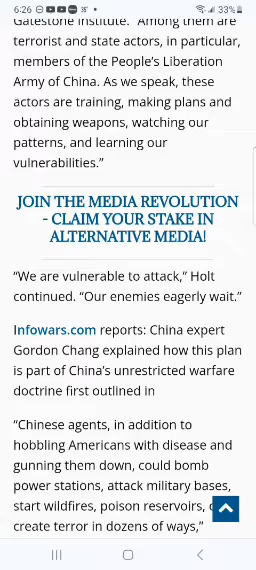 6:26
33%
Gatestone Institute. "Among them are
terrorist and state actors, in particular,
members of the People's Liberation
Army of China. As we speak, these
actors are training, making plans and
obtaining weapons, watching our
patterns, and learning our
vulnerabilities."
JOIN THE MEDIA REVOLUTION
- CLAIM YOUR STAKE IN
ALTERNATIVE MEDIA!
"We are vulnerable to attack," Holt
continued. "Our enemies eagerly wait."
Infowars.com reports: China expert
Gordon Chang explained how this plan
is part of China's unrestricted warfare
doctrine first outlined in
"Chinese agents, in addition to
hobbling Americans with disease and
gunning them down, could bomb
power stations, attack military bases,
start wildfires, poison reservoirs,
create terror in dozens of ways,"